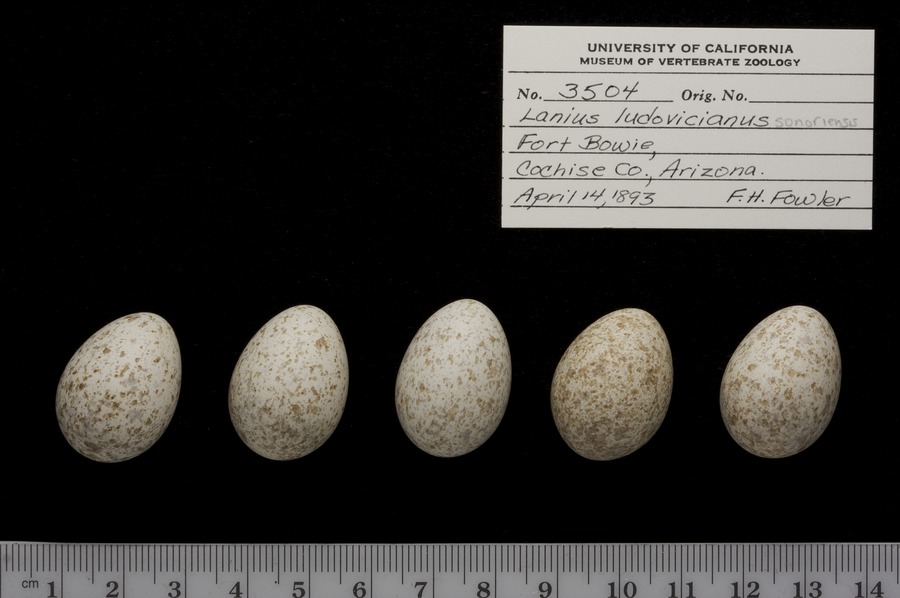 UNIVERSITY OF CALIFORNIA
MUSEUM OF VERTEBRATE ZOOLOGY
No. 3504 Orig. No.
Lanius ludovicianus sonoriensis
Fort Bowie,
Cochise Co., Arizona.
April 14, 1893 F.H. Fowler
cm 1 2 3 4 5 6 7 8 9 10 11 12 13 14